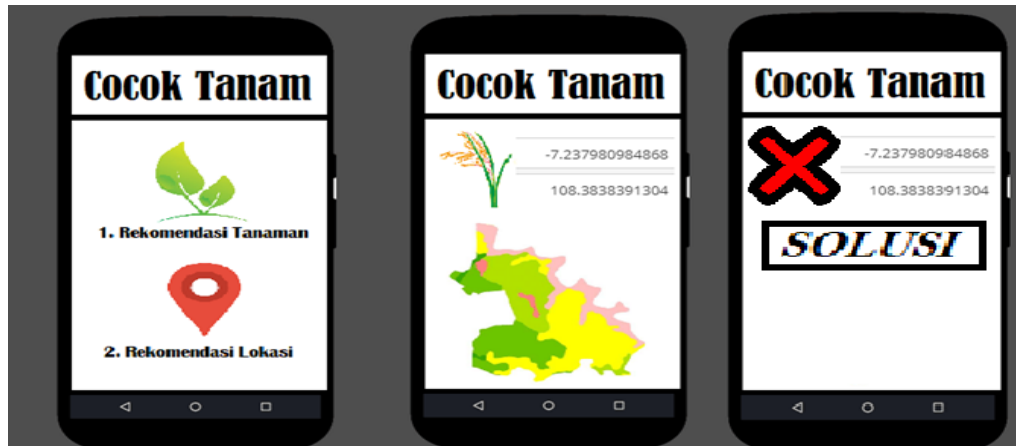 Cocok Tanam
1. Rekomendasi Tanaman
2. Rekomendasi Lokasi
Cocok Tanam
-7.237980984868
108.3838391304
Cocok Tanam
-7.237980984868
108.3838391304
SOLUSI